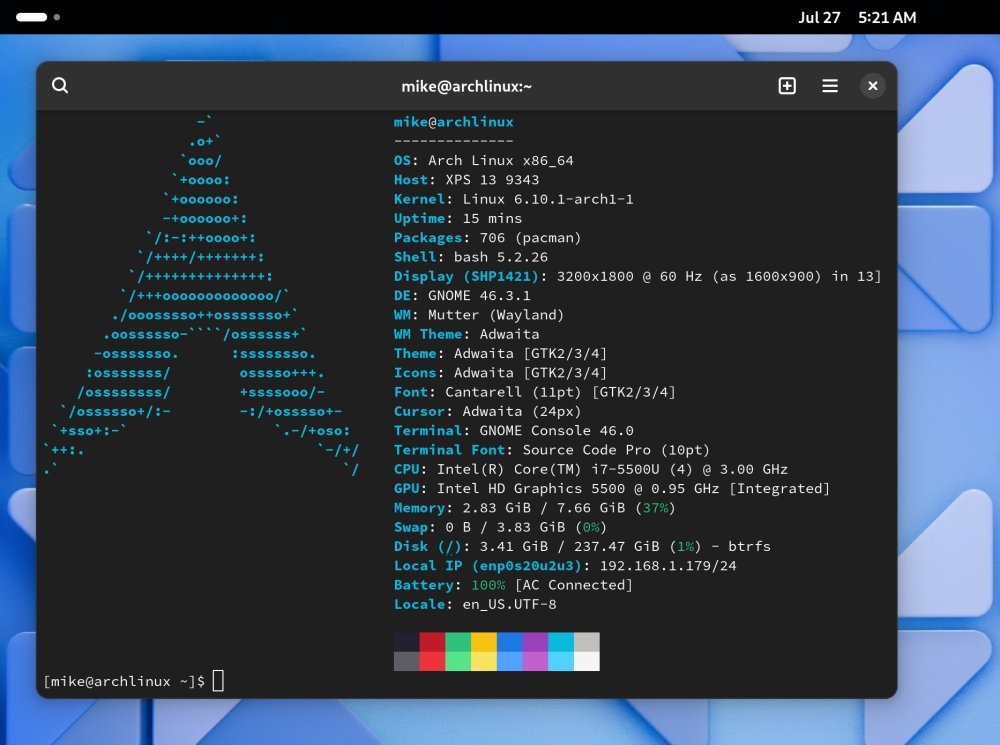 Jul 27 5:21 AM
mike@archlinux:~
                  -`
                 .o+`
                `ooo/
               `+oooo:
              `+oooooo:
              -+oooooo+:
            `/:-:++oooo+:
           `/++++/+++++++:
          `/++++++++++++++:
         `/+++ooooooooooooo/`
        ./ooosssso++osssssso+`
       .oossssso-````/ossssss+`
      -osssssso.      :ssssssso.
     :osssssss/        osssso+++.
    /ossssssss/        +ssssooo/-
  `/ossssso+/:-        -:/+osssso+-
 `+sso+:-`                 `.-/+oso:
`++:.                           `-/+/
.`                                 `/
mike@archlinux
--------------
OS: Arch Linux x86_64
Host: XPS 13 9343
Kernel: Linux 6.10.1-arch1-1
Uptime: 15 mins
Packages: 706 (pacman)
Shell: bash 5.2.26
Display (SHP1421): 3200x1800 @ 60 Hz (as 1600x900) in 13]
DE: GNOME 46.3.1
WM: Mutter (Wayland)
WM Theme: Adwaita
Theme: Adwaita [GTK2/3/4]
Icons: Adwaita [GTK2/3/4]
Font: Cantarell (11pt) [GTK2/3/4]
Cursor: Adwaita (24px)
Terminal: GNOME Console 46.0
Terminal Font: Source Code Pro (10pt)
CPU: Intel(R) Core(TM) i7-5500U (4) @ 3.00 GHz
GPU: Intel HD Graphics 5500 @ 0.95 GHz [Integrated]
Memory: 2.83 GiB / 7.66 GiB (37%)
Swap: 0 B / 3.83 GiB (0%)
Disk (/): 3.41 GiB / 237.47 GiB (1%) - btrfs
Local IP (enp0s20u2u3): 192.168.1.179/24
Battery: 100% [AC Connected]
Locale: en_US.UTF-8
[mike@archlinux ~]$